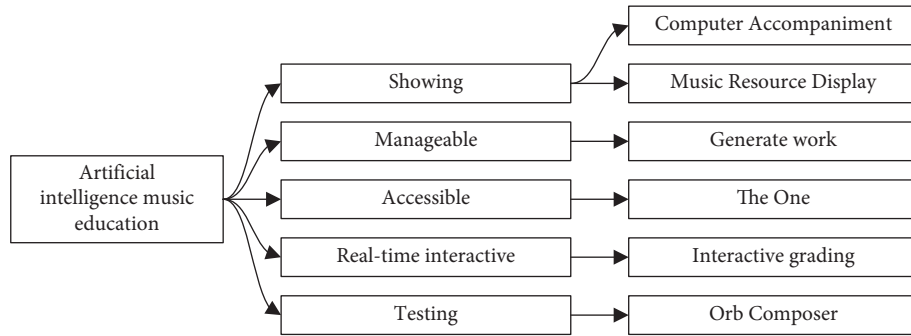 Computer Accompaniment
Showing
Music Resource Display
Manageable
Generate work
Artificial
intelligence music
education
Accessible
The One
Real-time interactive
Interactive grading
Testing
Orb Composer